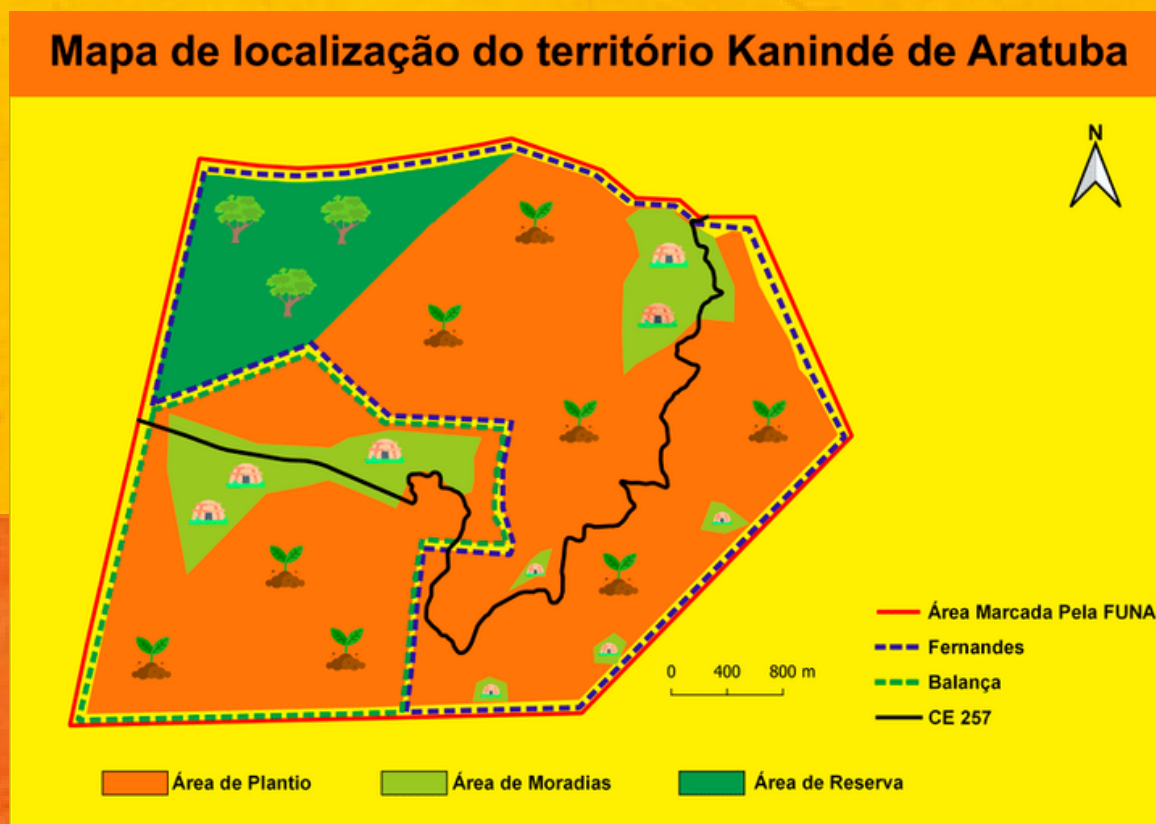 Mapa de localização do território Kanindé de Aratuba
N
Área Marcada Pela FUNA
Fernandes
0 400 800 m
Balança
CE 257
Área de Plantio Área de Moradias Área de Reserva